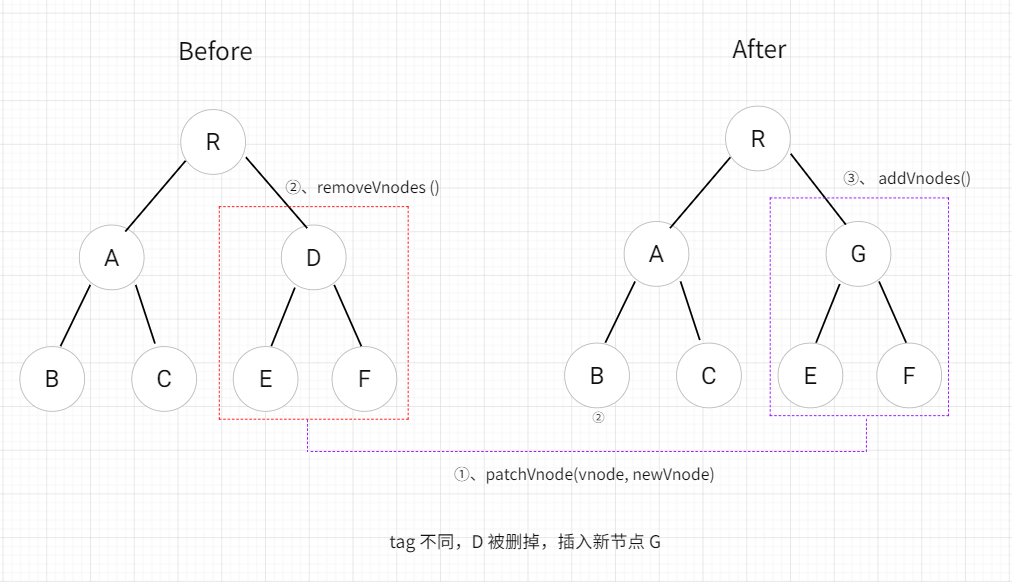 Before
After
R
②、removeVnodes ()
A
D
B
C
E
F
R
③、 addVnodes()
A
G
B
C
E
F
②
①、patchVnode(vnode, newVnode)
tag 不同，D 被删掉，插入新节点 G